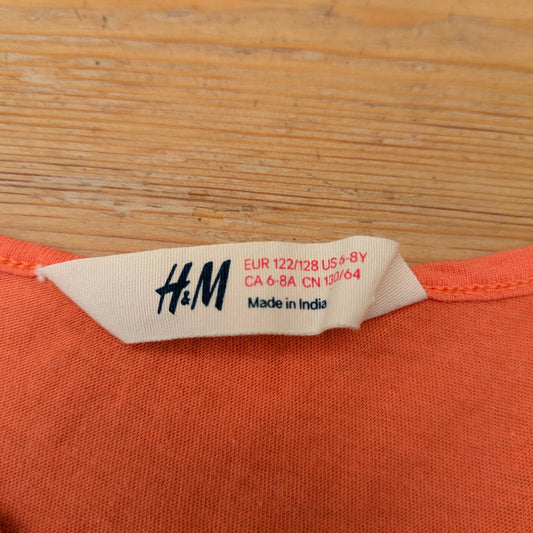 H&M
EUR 122/128 US 6-8Y
CA 6-8A CN 130/64
Made in India